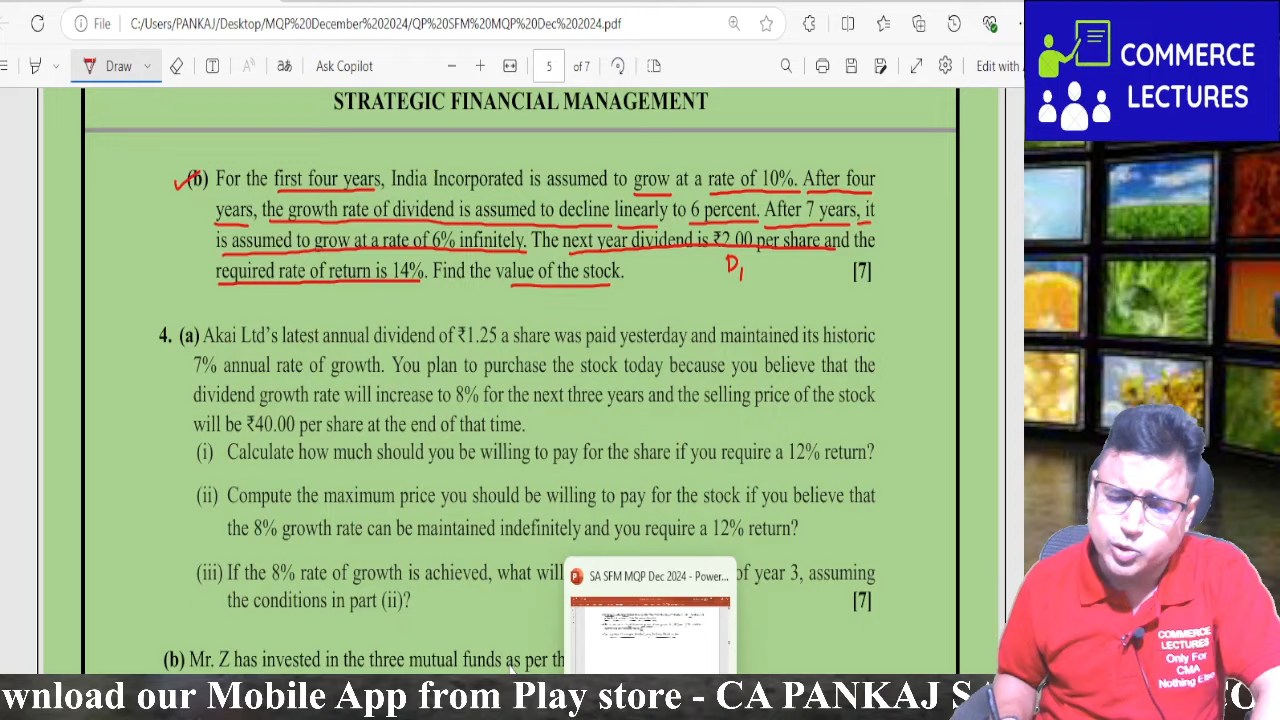 File
C:/Users/PANKAJ/Desktop/MQP%20December%202024/QP%20SFM%20MQP%20Dec%202024.pdf
Draw
Ask Copilot
5
of 7
Edit with
COMMERCE
LECTURES
STRATEGIC FINANCIAL MANAGEMENT
(b) For the first four years, India Incorporated is assumed to grow at a rate of 10%. After four
years, the growth rate of dividend is assumed to decline linearly to 6 percent. After 7 years, it
is assumed to grow at a rate of 6% infinitely. The next year dividend is ₹2.00 per share and the
required rate of return is 14%. Find the value of the stock. [7]
D1
4. (a) Akai Ltd's latest annual dividend of ₹1.25 a share was paid yesterday and maintained its historic
7% annual rate of growth. You plan to purchase the stock today because you believe that the
dividend growth rate will increase to 8% for the next three years and the selling price of the stock
will be ₹40.00 per share at the end of that time.
(i) Calculate how much should you be willing to pay for the share if you require a 12% return?
(ii) Compute the maximum price you should be willing to pay for the stock if you believe that
the 8% growth rate can be maintained indefinitely and you require a 12% return?
(iii) If the 8% rate of growth is achieved, what will of year 3, assuming
the conditions in part (ii)? [7]
SA SFM MQP Dec 2024 - Power...
(b) Mr. Z has invested in the three mutual funds as per th
COMMERCE
LECTURES
Only For
CMA
Nothing Else
wnload our Mobile App from Play store - CA PANKAJ